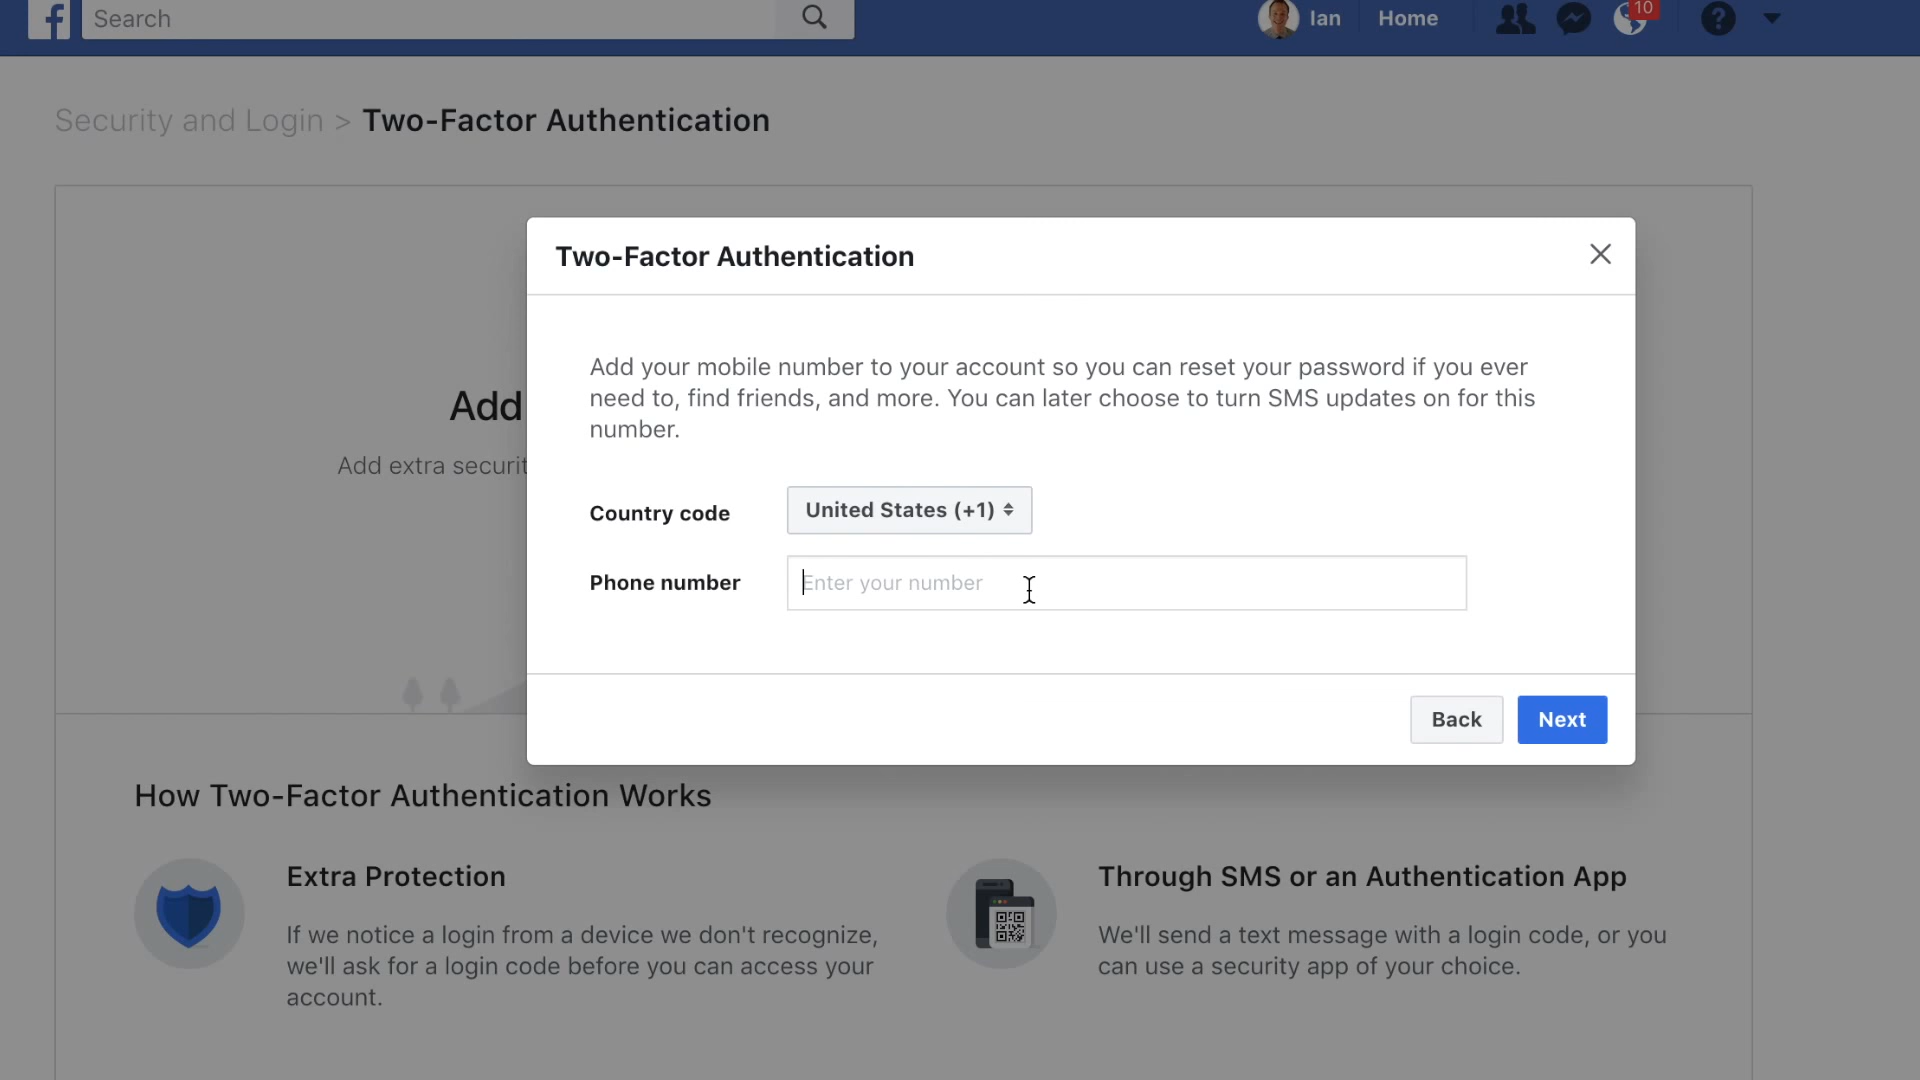 Search
Ian
Home
10
Security and Login > Two-Factor Authentication
Two-Factor Authentication
Add your mobile number to your account so you can reset your password if you ever
need to, find friends, and more. You can later choose to turn SMS updates on for this
number.
Add
Add extra securit
Country code
United States (+1)
Phone number
Enter your number
Back
Next
How Two-Factor Authentication Works
Extra Protection
If we notice a login from a device we don't recognize,
we'll ask for a login code before you can access your
account.
Through SMS or an Authentication App
We'll send a text message with a login code, or you
can use a security app of your choice.